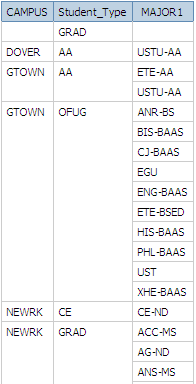 CAMPUS Student_Type MAJOR1
GRAD
DOVER AA USTU-AA
GTOWN AA ETE-AA
USTU-AA
GTOWN OFUG ANR-BS
BIS-BAAS
CJ-BAAS
EGU
ENG-BAAS
ETE-BSED
HIS-BAAS
PHL-BAAS
UST
XHE-BAAS
NEWRK CE CE-ND
NEWRK GRAD ACC-MS
AG-ND
ANS-MS